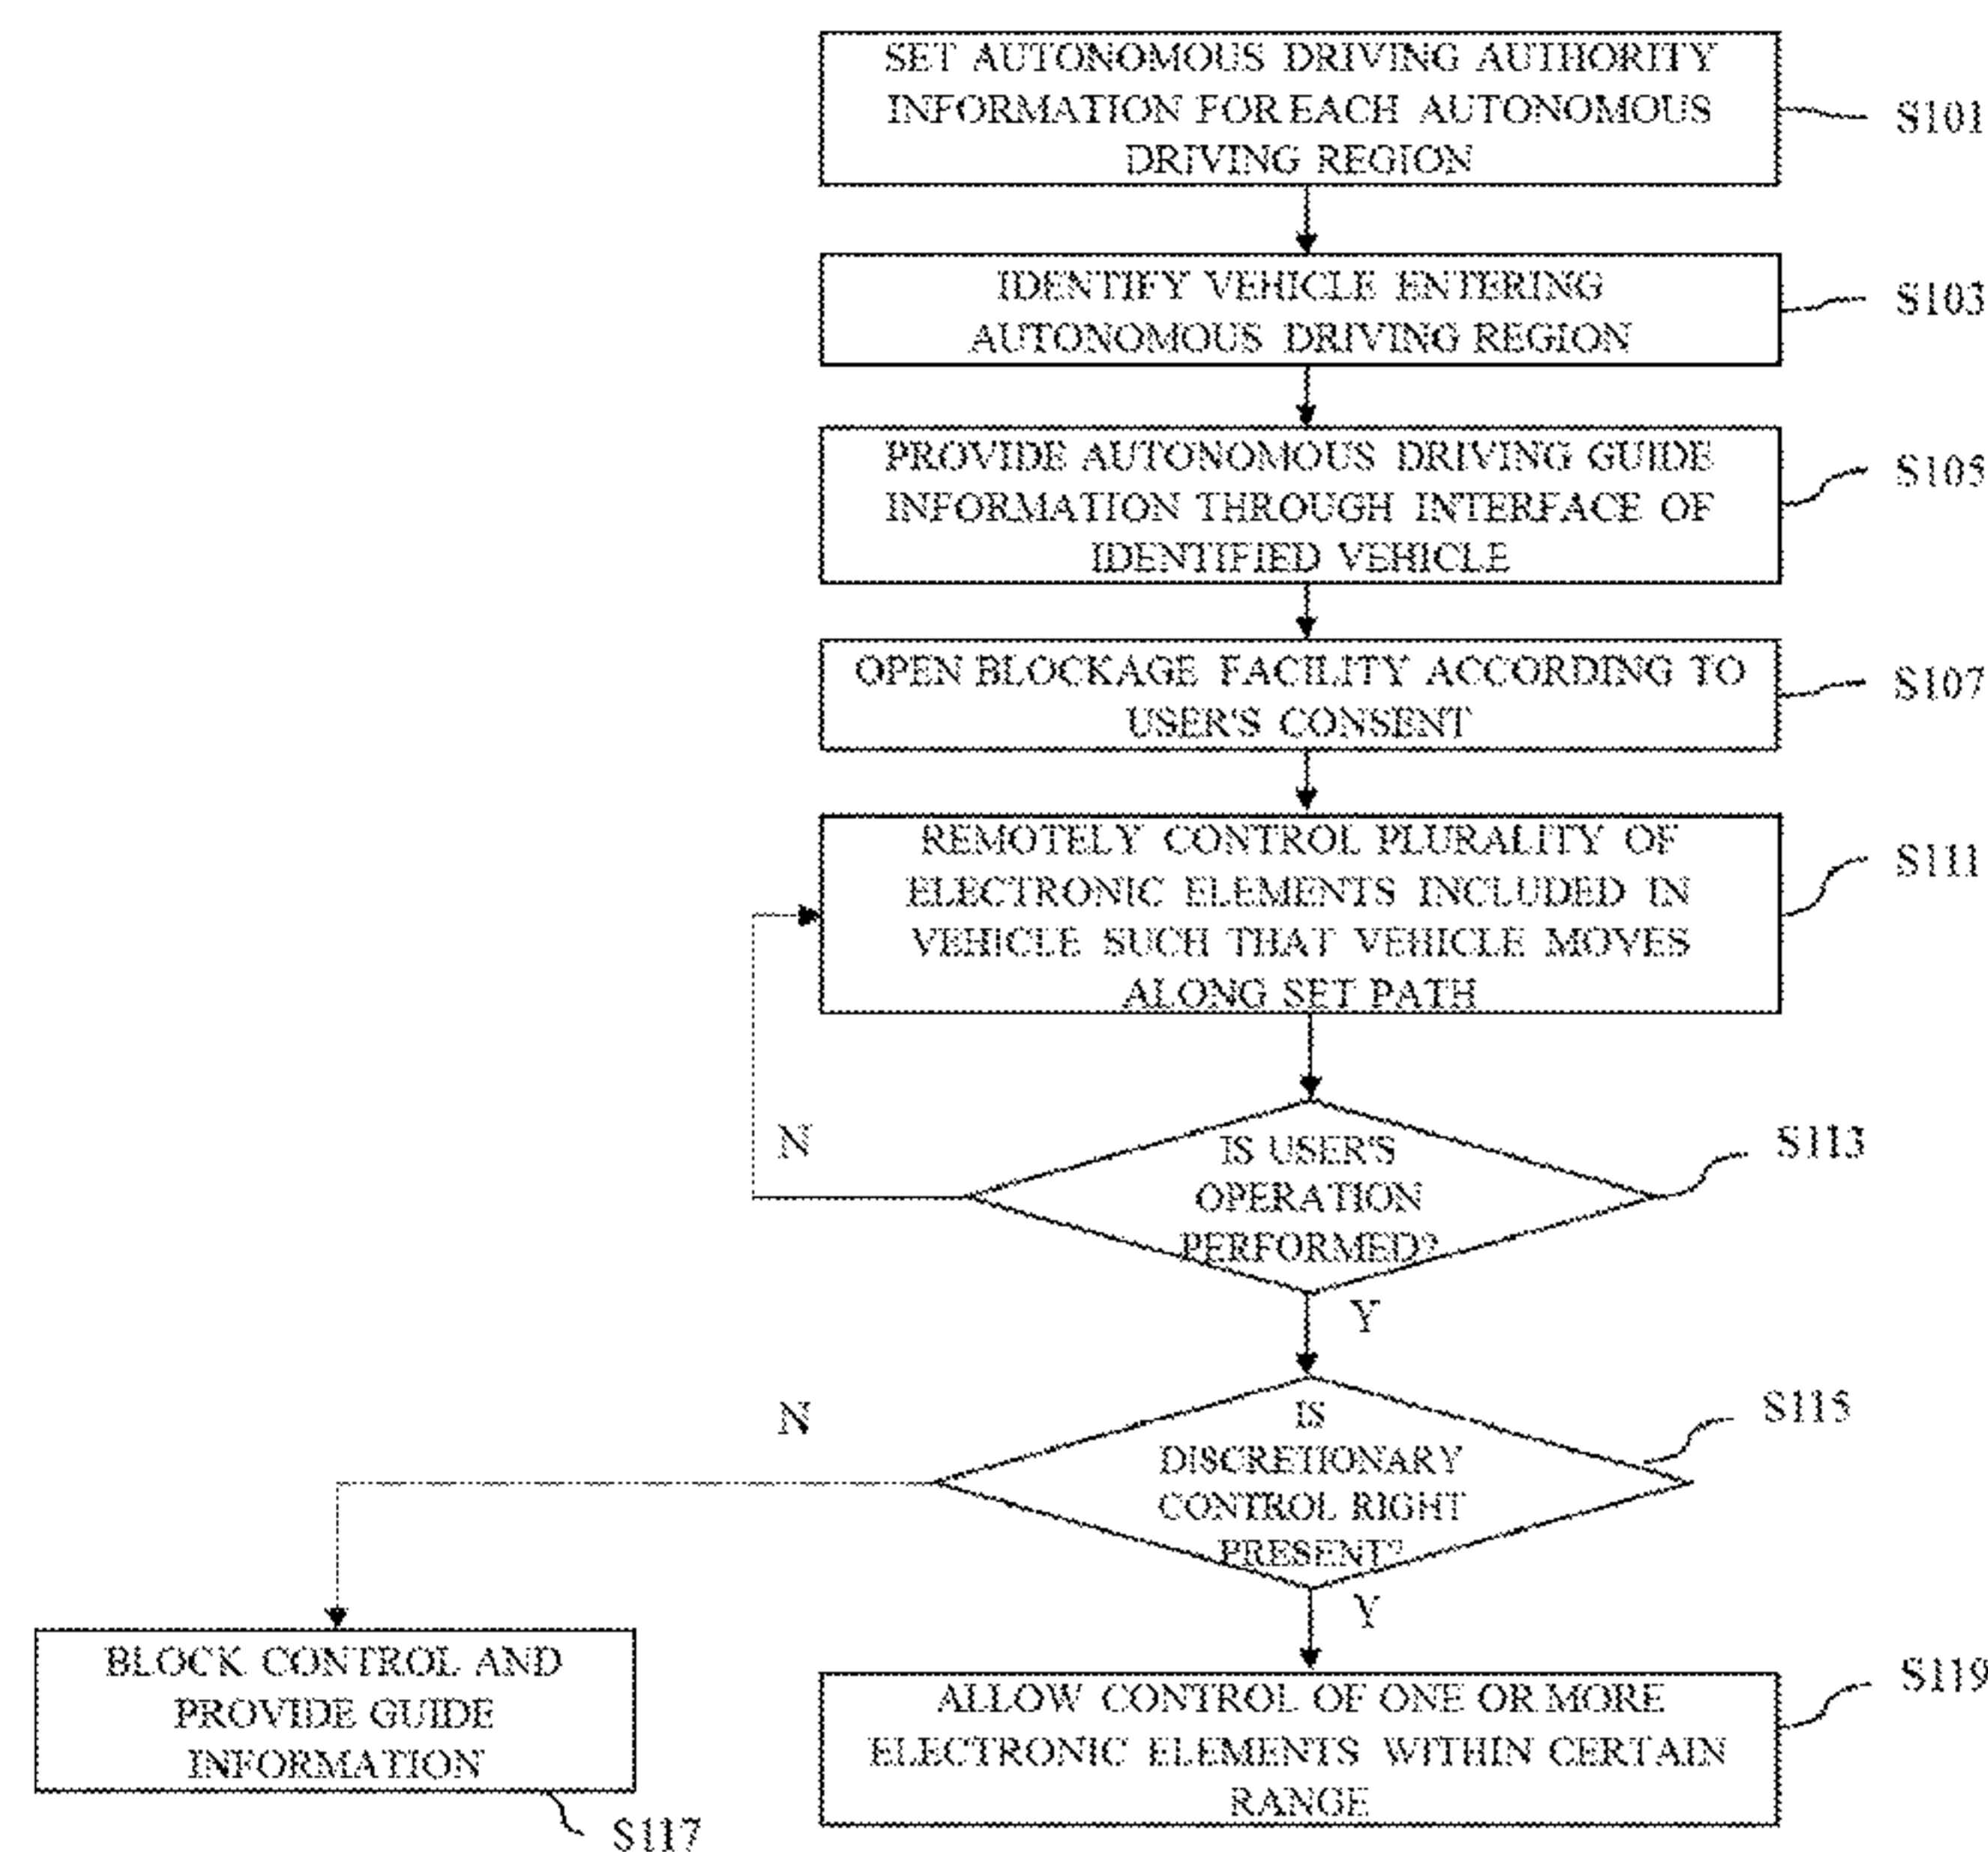 SET AUTONOMOUS DRIVING AUTHORITY
INFORMATION FOR EACH AUTONOMOUS
DRIVING REGION
S101
IDENTIFY VEHICLE ENTERING
AUTONOMOUS DRIVING REGION
S103
PROVIDE AUTONOMOUS DRIVING GUIDE
INFORMATION THROUGH INTERFACE OF
IDENTIFIED VEHICLE
S105
OPEN BLOCKAGE FACILITY ACCORDING TO
USER'S CONSENT
S107
REMOTELY CONTROL PLURALITY OF
ELECTRONIC ELEMENTS INCLUDED IN
VEHICLE SUCH THAT VEHICLE MOVES
ALONG SET PATH
S111
IS USER'S
OPERATION
PERFORMED?
S113
N
Y
IS
DISCRETIONARY
CONTROL RIGHT
PRESENT?
S115
N
Y
BLOCK CONTROL AND
PROVIDE GUIDE
INFORMATION
S117
ALLOW CONTROL OF ONE OR MORE
ELECTRONIC ELEMENTS WITHIN CERTAIN
RANGE
S119